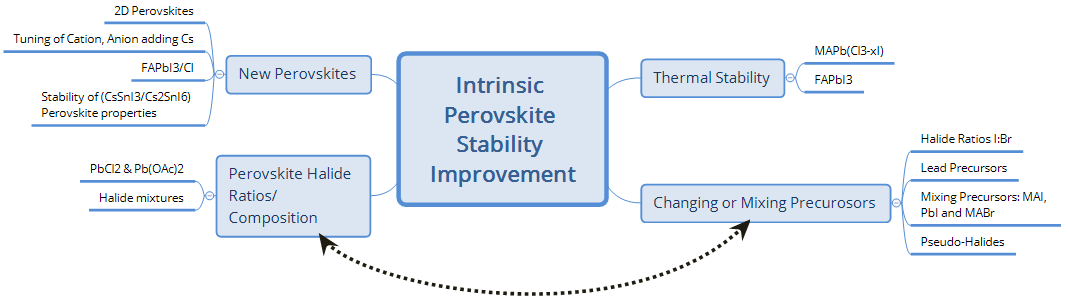 2D Perovskites
Tuning of Cation, Anion adding Cs
FAPbI3/Cl
Stability of (CsSnI3/Cs2SnI6)
Perovskite properties
New Perovskites
PbCl2 & Pb(OAc)2
Halide mixtures
Perovskite Halide
Ratios/
Composition
Intrinsic
Perovskite
Stability
Improvement
Thermal Stability
MAPb(Cl3-xI)
FAPbI3
Changing or Mixing Precurosors
Halide Ratios I:Br
Lead Precursors
Mixing Precursors: MAI,
PbI and MABr
Pseudo-Halides